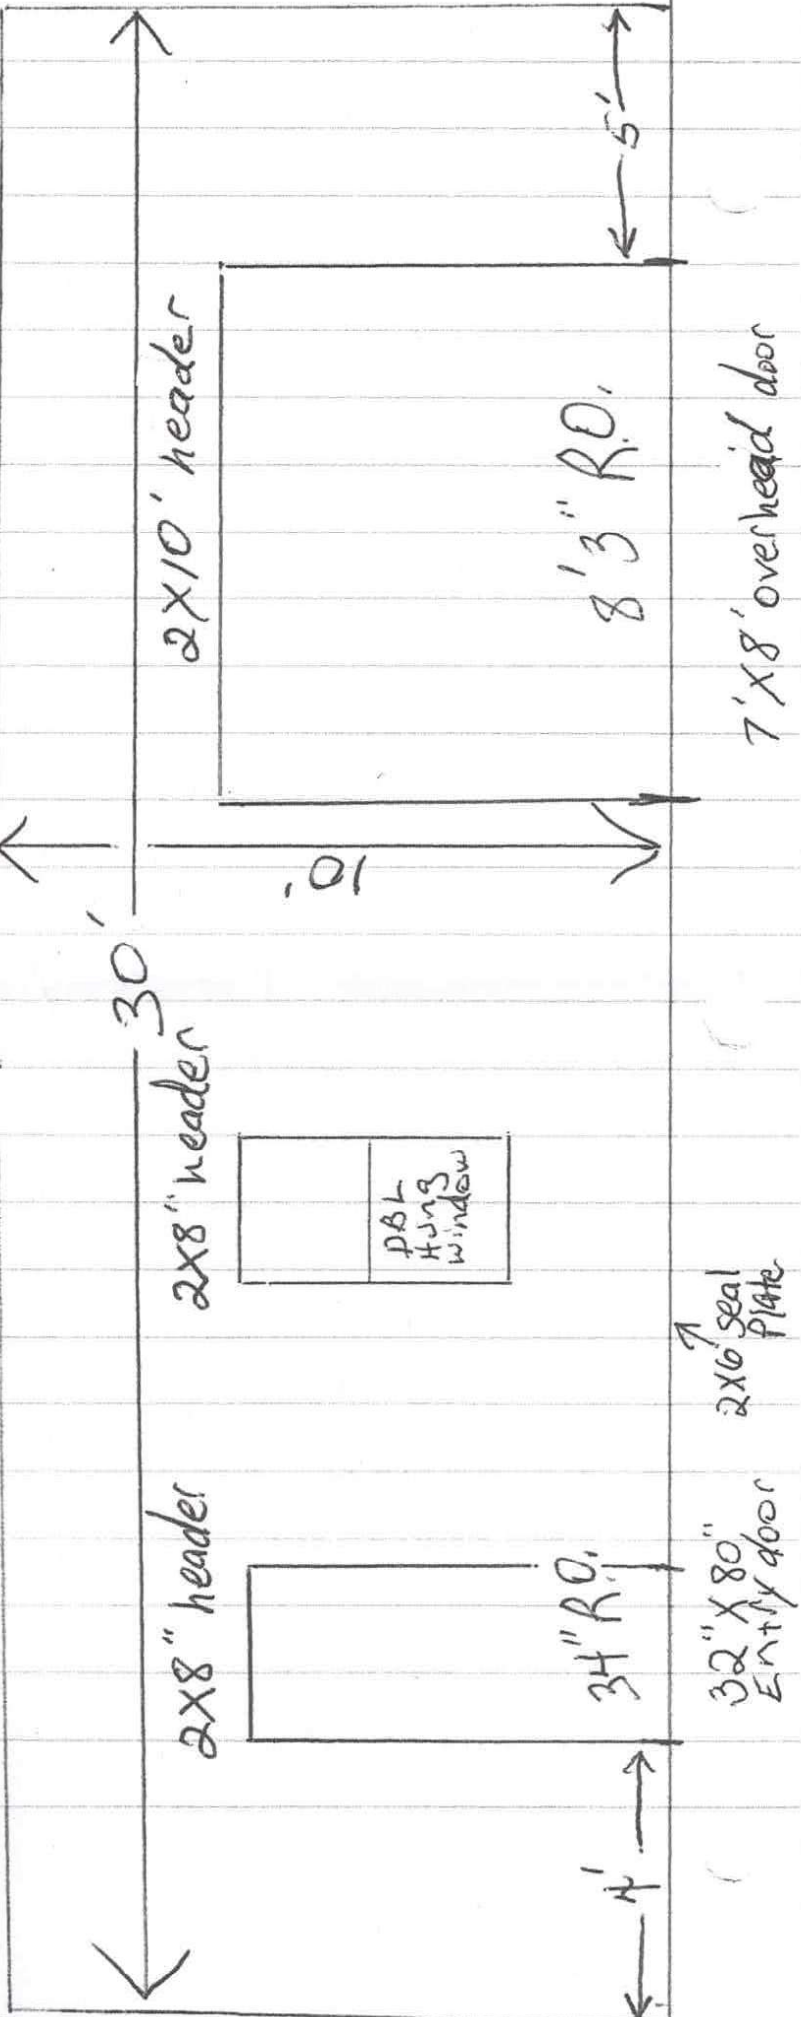 30'
2X8" header
2X8" header
2X10' header
10'
DBL
Hung
window
34" R.O.
8'3" R.O.
4'
5'
32" X 80"
Entry door
2X6 seal
Plate
7'X8' overhead door